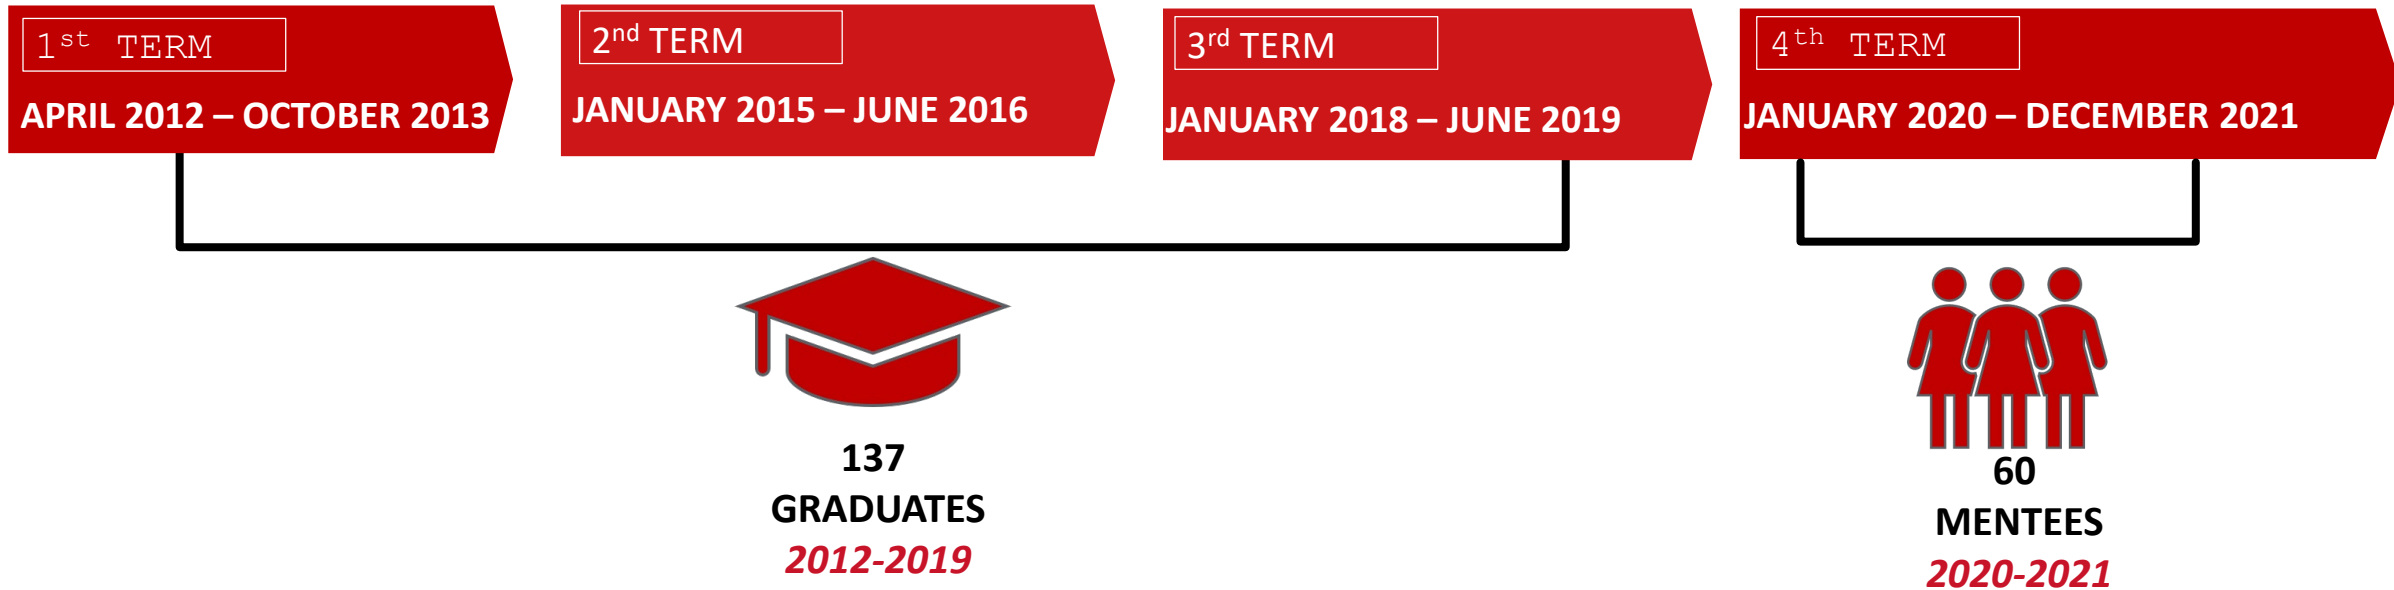 1st TERM
APRIL 2012 – OCTOBER 2013
2nd TERM
JANUARY 2015 – JUNE 2016
3rd TERM
JANUARY 2018 – JUNE 2019
4th TERM
JANUARY 2020 – DECEMBER 2021
137
GRADUATES
2012-2019
60
MENTEES
2020-2021